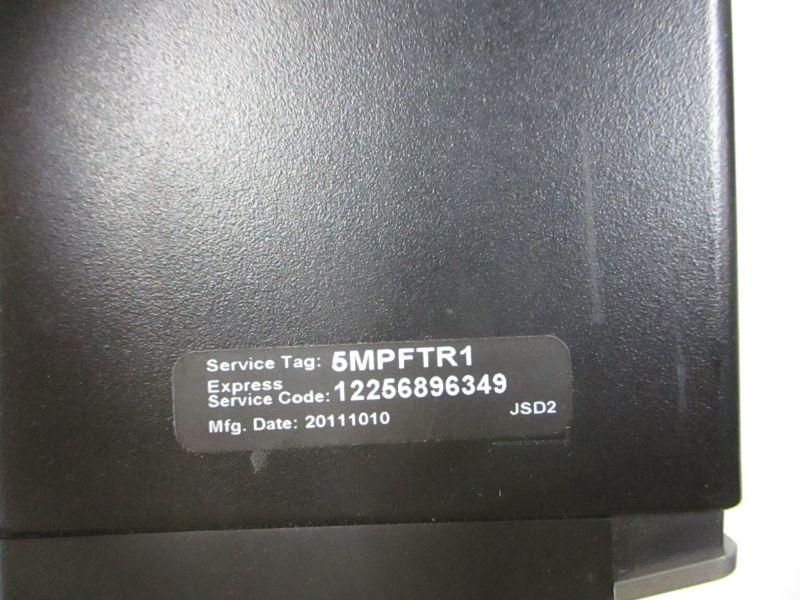 Service Tag: 5MPFTR1
Express
Service Code: 12256896349
Mfg. Date: 20111010
JSD2